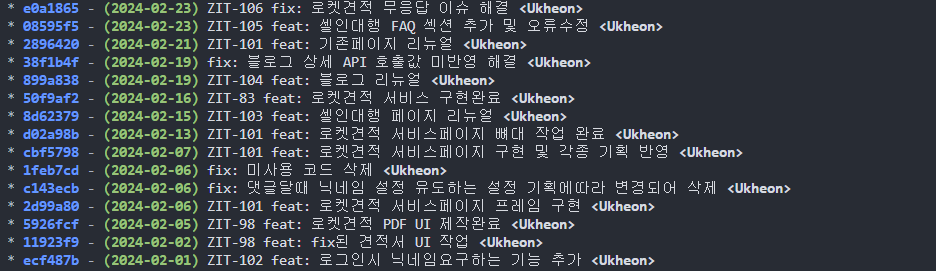 * e0a1865 - (2024-02-23) ZIT-106 fix: 로켓견적 무응답 이슈 해결 <Ukheon>
* 08595f5 - (2024-02-23) ZIT-105 feat: 셀인대행 FAQ 섹션 추가 및 오류수정 <Ukheon>
* 2896420 - (2024-02-21) ZIT-101 feat: 기존페이지 리뉴얼 <Ukheon>
* 38f1b4f - (2024-02-19) fix: 블로그 상세 API 호출값 미반영 해결 <Ukheon>
* 899a838 - (2024-02-19) ZIT-104 feat: 블로그 리뉴얼 <Ukheon>
* 50f9af2 - (2024-02-16) ZIT-83 feat: 로켓견적 서비스 구현완료 <Ukheon>
* 8d62379 - (2024-02-15) ZIT-103 feat: 셀인대행 페이지 리뉴얼 <Ukheon>
* d02a98b - (2024-02-13) ZIT-101 feat: 로켓견적 서비스페이지 뼈대 작업 완료 <Ukheon>
* cbf5798 - (2024-02-07) ZIT-101 feat: 로켓견적 서비스페이지 구현 및 각종 기획 반영 <Ukheon>
* 1feb7cd - (2024-02-06) fix: 미사용 코드 삭제 <Ukheon>
* c143ecb - (2024-02-06) fix: 댓글달때 닉네임 설정 유도하는 설정 기획에따라 변경되어 삭제 <Ukheon>
* 2d99a80 - (2024-02-06) ZIT-101 feat: 로켓견적 서비스페이지 프레임 구현 <Ukheon>
* 5926fcf - (2024-02-05) ZIT-98 feat: 로켓견적 PDF UI 제작완료 <Ukheon>
* 11923f9 - (2024-02-02) ZIT-98 feat: fix된 견적서 UI 작업 <Ukheon>
* ecf487b - (2024-02-01) ZIT-102 feat: 로그인시 닉네임요구하는 기능 추가 <Ukheon>